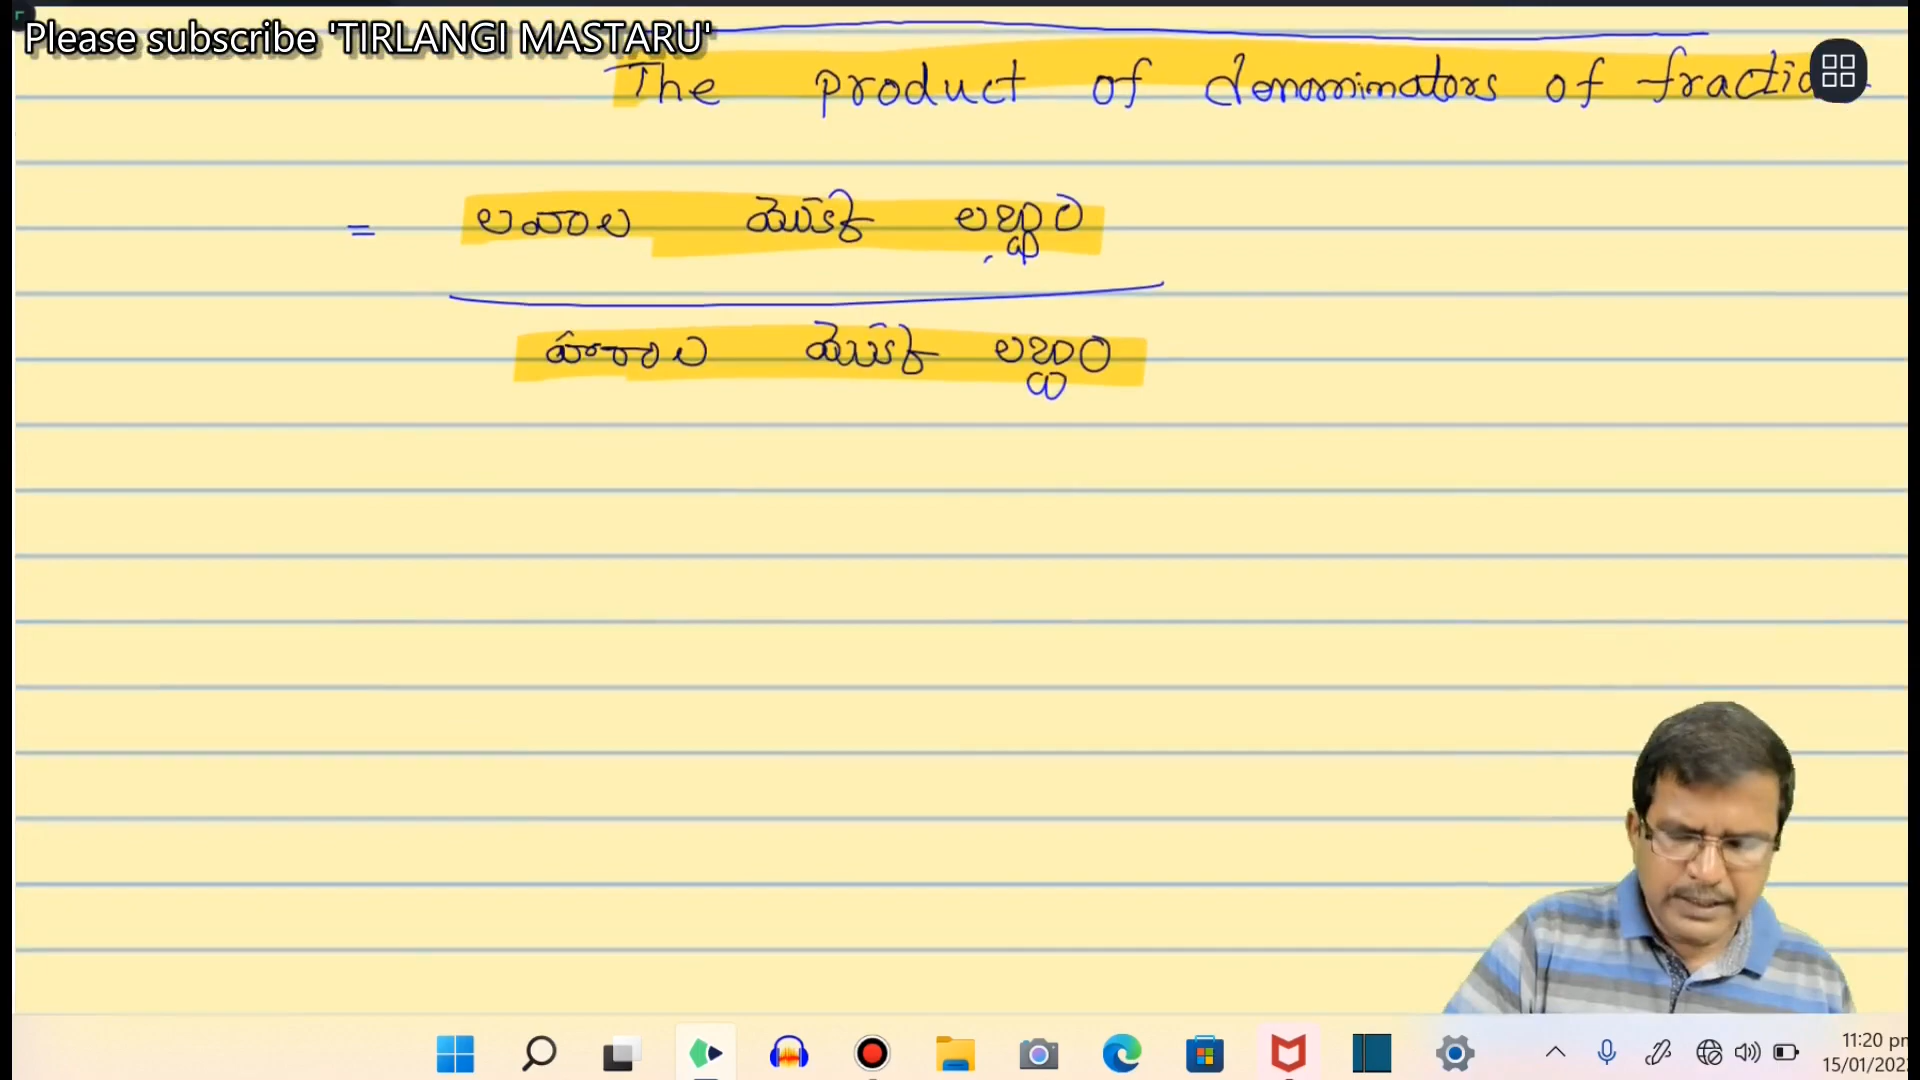 Please subscribe 'TIRLANGI MASTARU'
The product of denominators of fractio
= లవాల యొక్క లబ్ధం
హారాల యొక్క లబ్ధం
11:20 pm
15/01/202